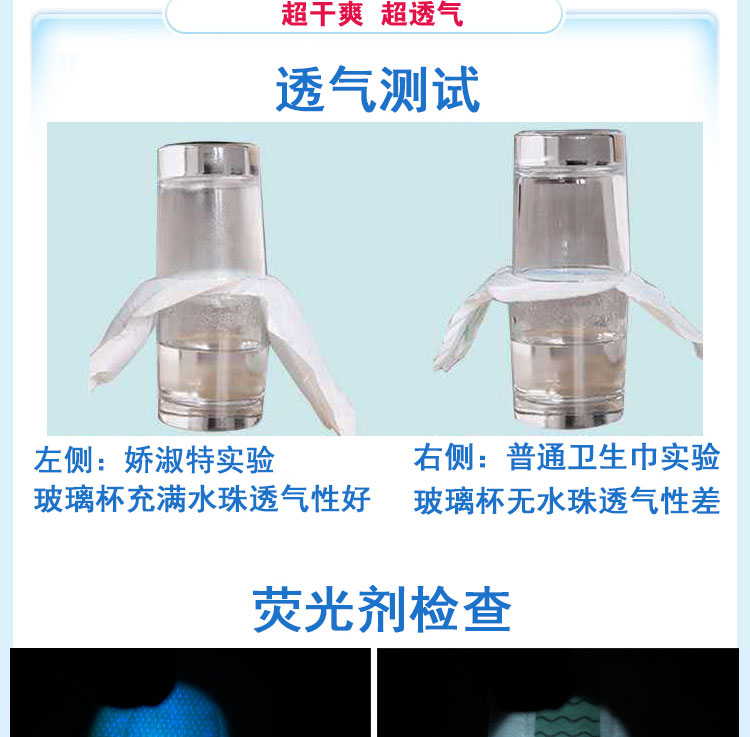 超干爽 超透气
透气测试
左侧：娇淑特实验
玻璃杯充满水珠透气性好
右侧：普通卫生巾实验
玻璃杯无水珠透气性差
荧光剂检查